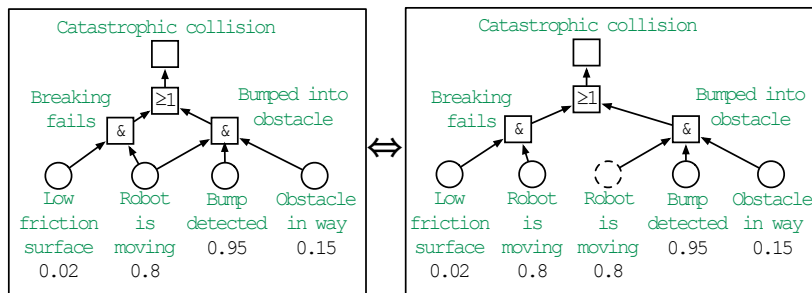 Catastrophic collision
≥1
Breaking
fails
Bumped into
obstacle
&
&
Low
friction
surface
0.02
Robot
is
moving
0.8
Bump
detected
0.95
Obstacle
in way
0.15
⇔
Catastrophic collision
≥1
Breaking
fails
Bumped into
obstacle
&
&
Low
friction
surface
0.02
Robot
is
moving
0.8
Robot
is
moving
0.8
Bump
detected
0.95
Obstacle
in way
0.15